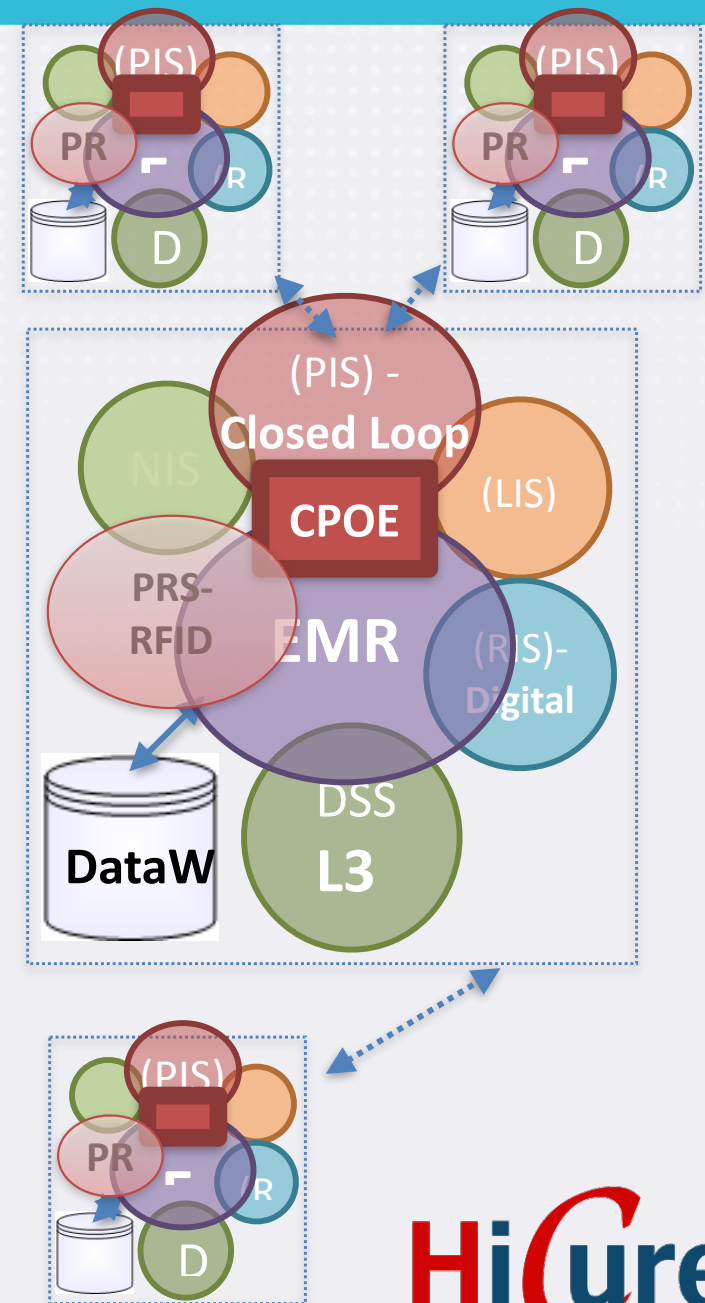 (PIS)
PR
D
(PIS)
PR
D
(PIS) -
Closed Loop
NIS
(LIS)
CPOE
PRS-
RFID
EMR
(RIS)-
Digital
DataW
DSS
L3
(PIS)
PR
D
HiCure